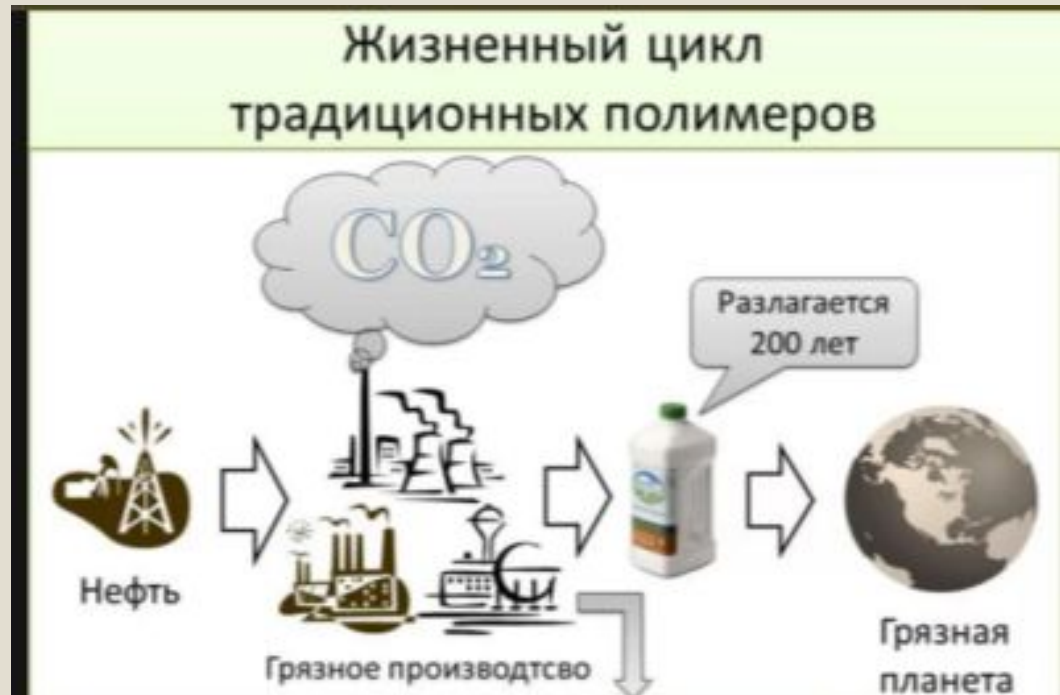 Жизненный цикл
традиционных полимеров
CO₂
Разлагается
200 лет
Нефть
Грязное производтсво
Грязная
планета